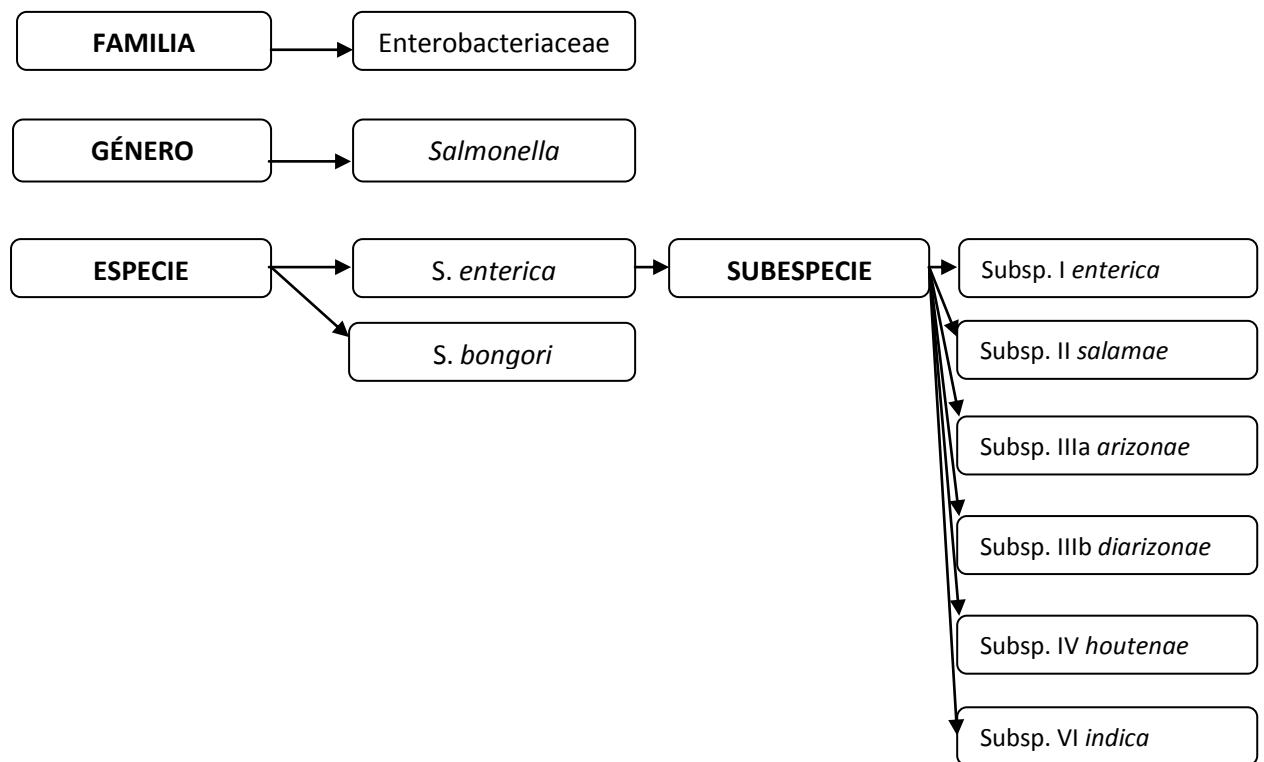 FAMILIA
Enterobacteriaceae
GÉNERO
Salmonella
ESPECIE
S. enterica
SUBESPECIE
Subsp. I enterica
S. bongori
Subsp. II salamae
Subsp. IIIa arizonae
Subsp. IIIb diarizonae
Subsp. IV houtenae
Subsp. VI indica